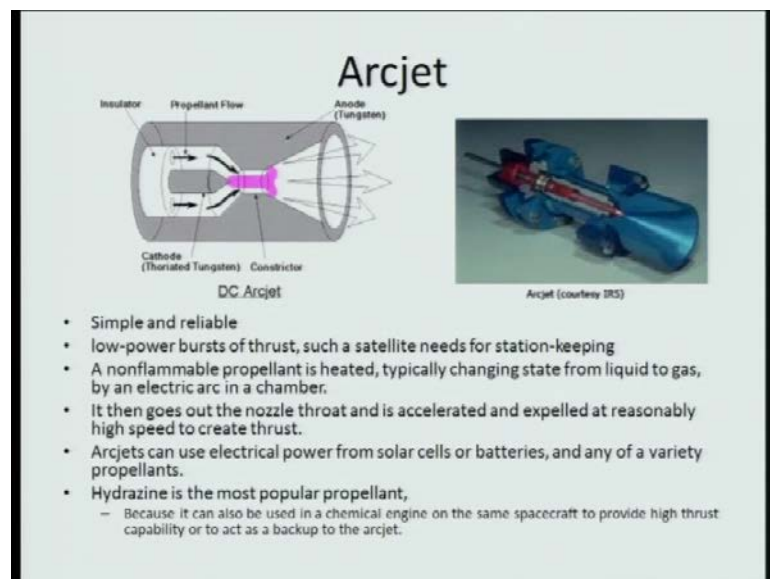 Arcjet
Insulator Propellant Flow Anode
(Tungsten)
Cathode
(Thoriated Tungsten) Constrictor
DC Arcjet
Arcjet (courtesy IRS)
• Simple and reliable
• low-power bursts of thrust, such a satellite needs for station-keeping
• A nonflammable propellant is heated, typically changing state from liquid to gas,
by an electric arc in a chamber.
• It then goes out the nozzle throat and is accelerated and expelled at reasonably
high speed to create thrust.
• Arcjets can use electrical power from solar cells or batteries, and any of a variety
propellants.
• Hydrazine is the most popular propellant,
– Because it can also be used in a chemical engine on the same spacecraft to provide high thrust
capability or to act as a backup to the arcjet.